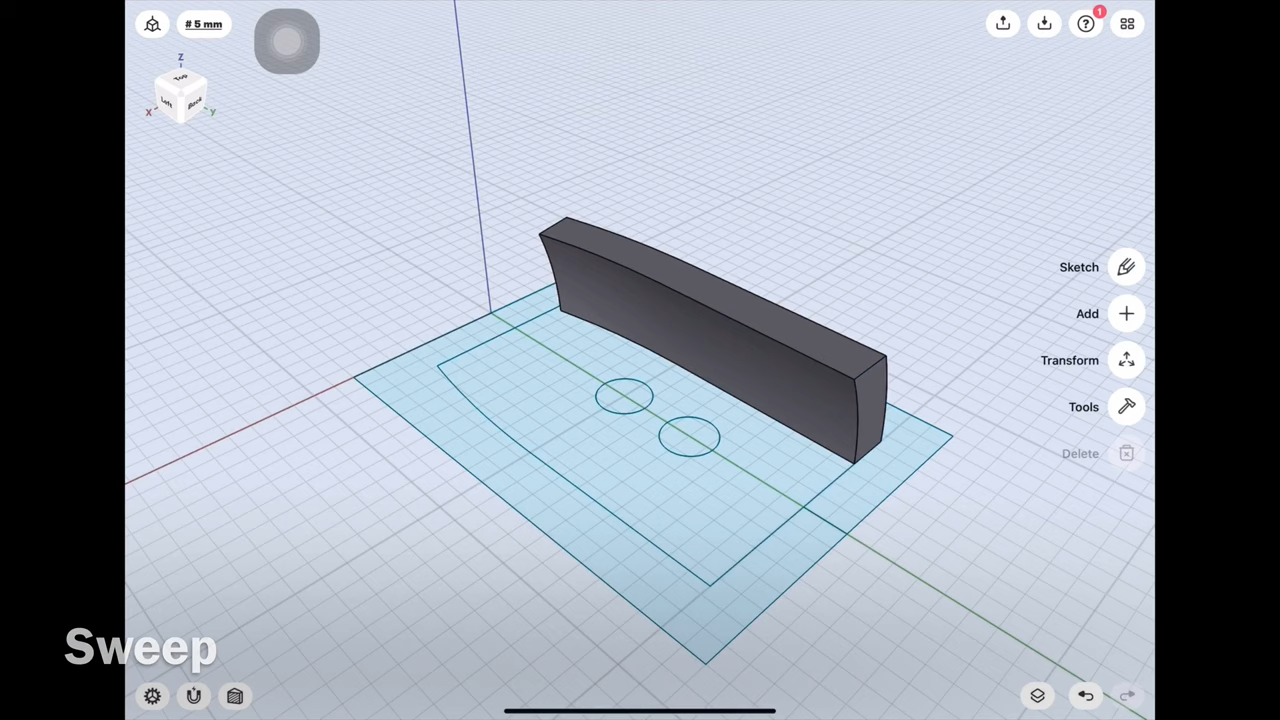 # 5 mm
1
Z
Top
Left
Back
X
Y
Sketch
Add
Transform
Tools
Delete
Sweep